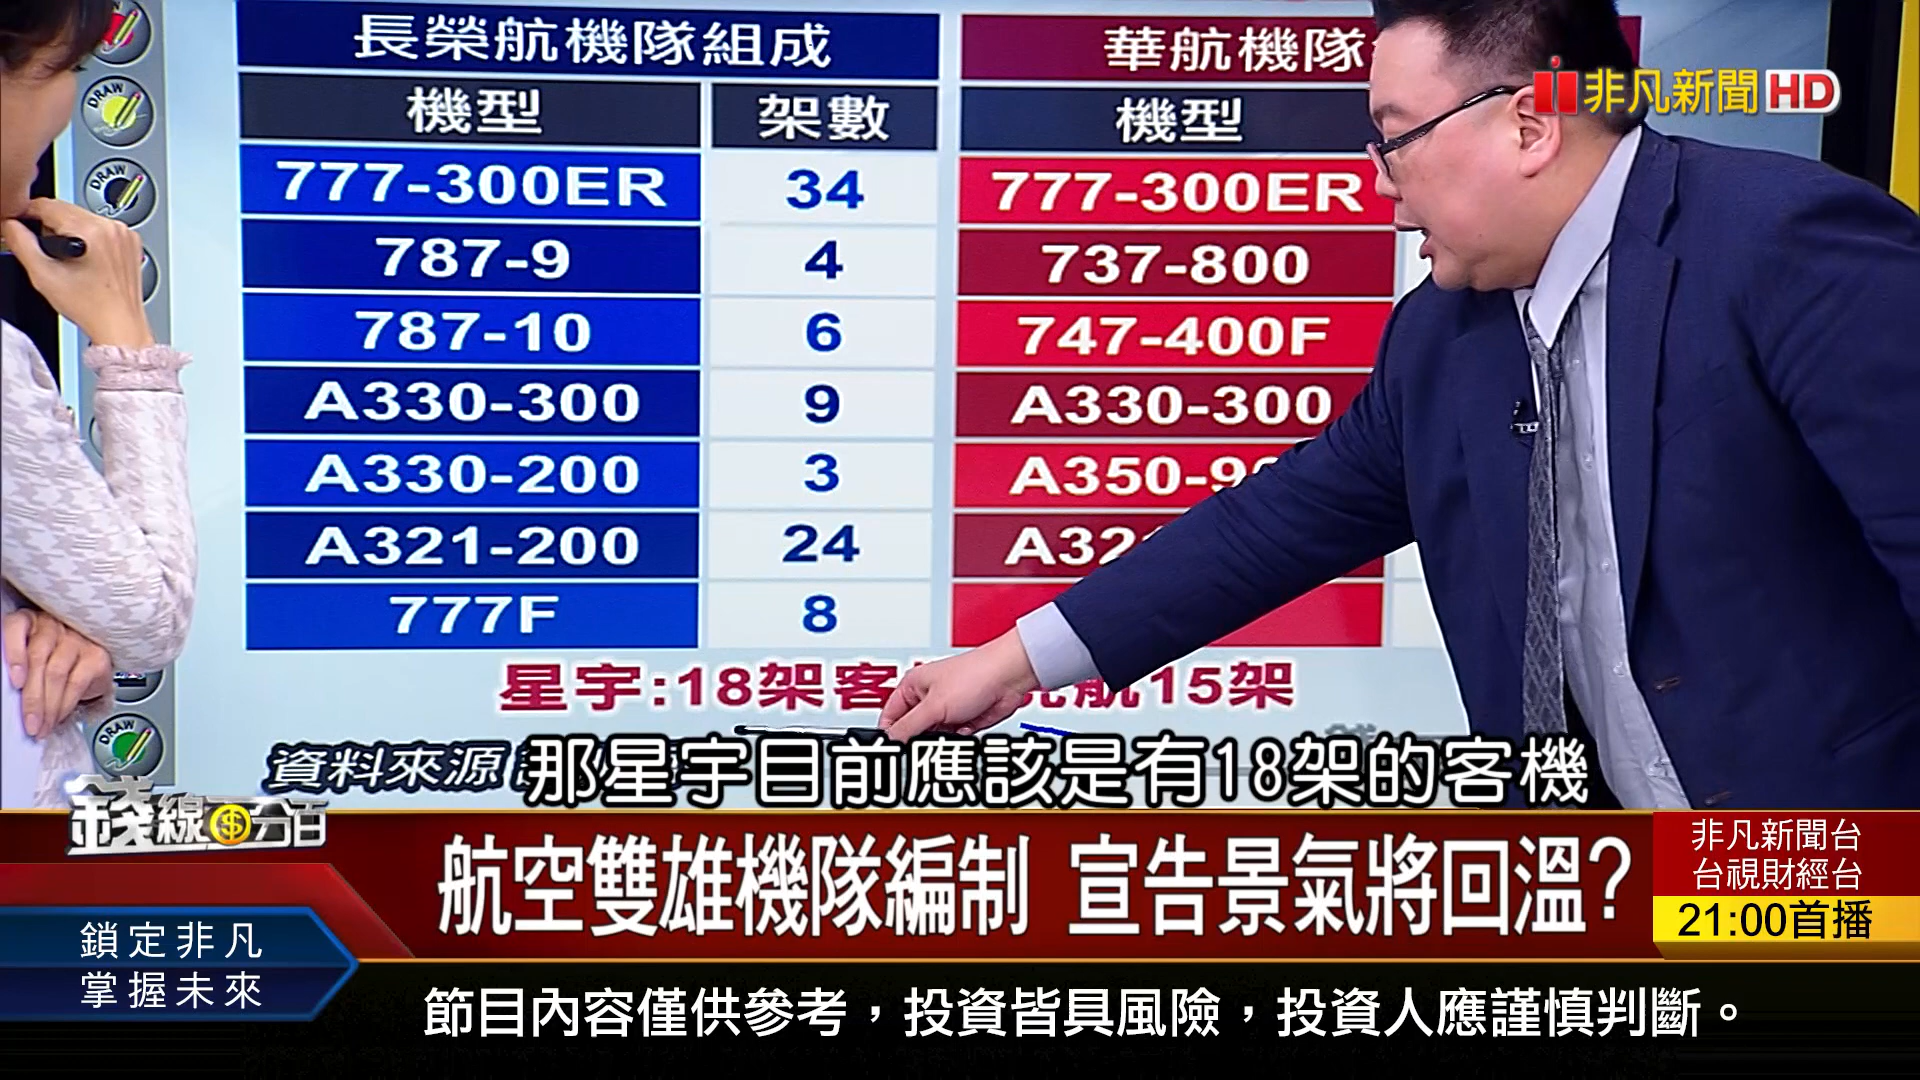 長榮航機隊組成
華航機隊
非凡新聞HD
機型 架數 機型
DRAW
DRAW
777-300ER 34 777-300ER
787-9 4 737-800
787-10 6 747-400F
A330-300 9 A330-300
A330-200 3 A350-9
A321-200 24 A32
777F 8
星宇:18架客 航15架
DRAW
資料來源
那星宇目前應該是有18架的客機
錢線百分百
航空雙雄機隊編制 宣告景氣將回溫?
非凡新聞台
台視財經台
21:00首播
鎖定非凡
掌握未來
節目內容僅供參考，投資皆具風險，投資人應謹慎判斷。